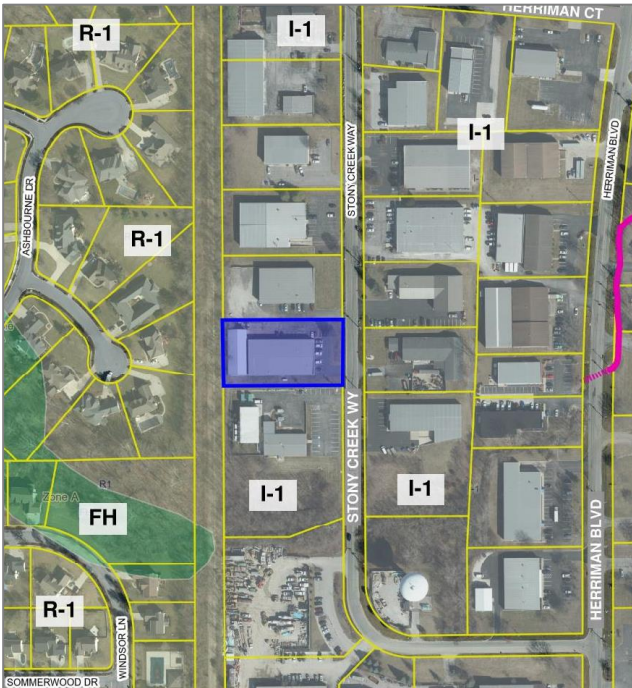 HERRIMAN CT
R-1
I-1
I-1
HERRIMAN BLVD
STONY CREEK WAY
ASHBOURNE DR
R-1
STONY CREEK WY
R1
Zone A
I-1
I-1
FH
HERRIMAN BLVD
R-1
WINDSOR LN
SOMMERWOOD DR